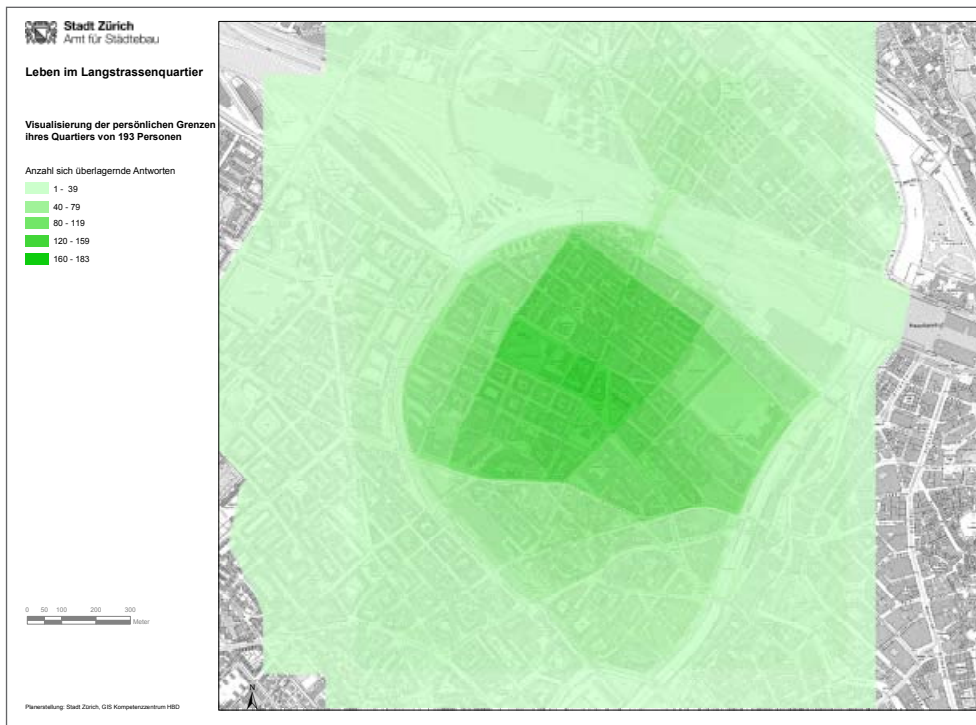 Stadt Zürich
Amt für Städtebau
Leben im Langstrassenquartier
Visualisierung der persönlichen Grenzen
ihres Quartiers von 193 Personen
Anzahl sich überlagernde Antworten
1 - 39
40 - 79
80 - 119
120 - 159
160 - 183
0 50 100 200 300
Meter
N
Planerstellung: Stadt Zürich, GIS Kompetenzzentrum HBD